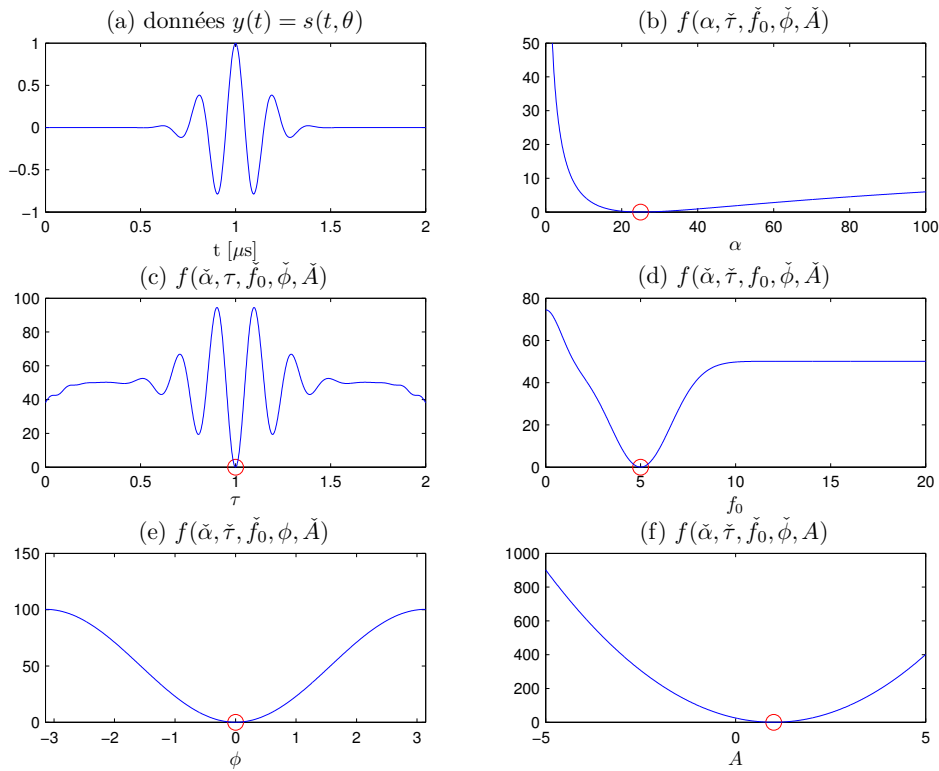 (a) données y(t) = s(t, θ)
1
0.5
0
−0.5
−1
0 0.5 1 1.5 2
t [μs]
(b) f(α, τ̌, f̌₀, φ̌, Ǎ)
50
40
30
20
10
0
0 20 40 60 80 100
α
(c) f(α̌, τ, f̌₀, φ̌, Ǎ)
100
80
60
40
20
0
0 0.5 1 1.5 2
τ
(d) f(α̌, τ̌, f₀, φ̌, Ǎ)
80
60
40
20
0
0 5 10 15 20
f₀
(e) f(α̌, τ̌, f̌₀, φ, Ǎ)
150
100
50
0
−3 −2 −1 0 1 2 3
φ
(f) f(α̌, τ̌, f̌₀, φ̌, A)
1000
800
600
400
200
0
−5 0 5
A